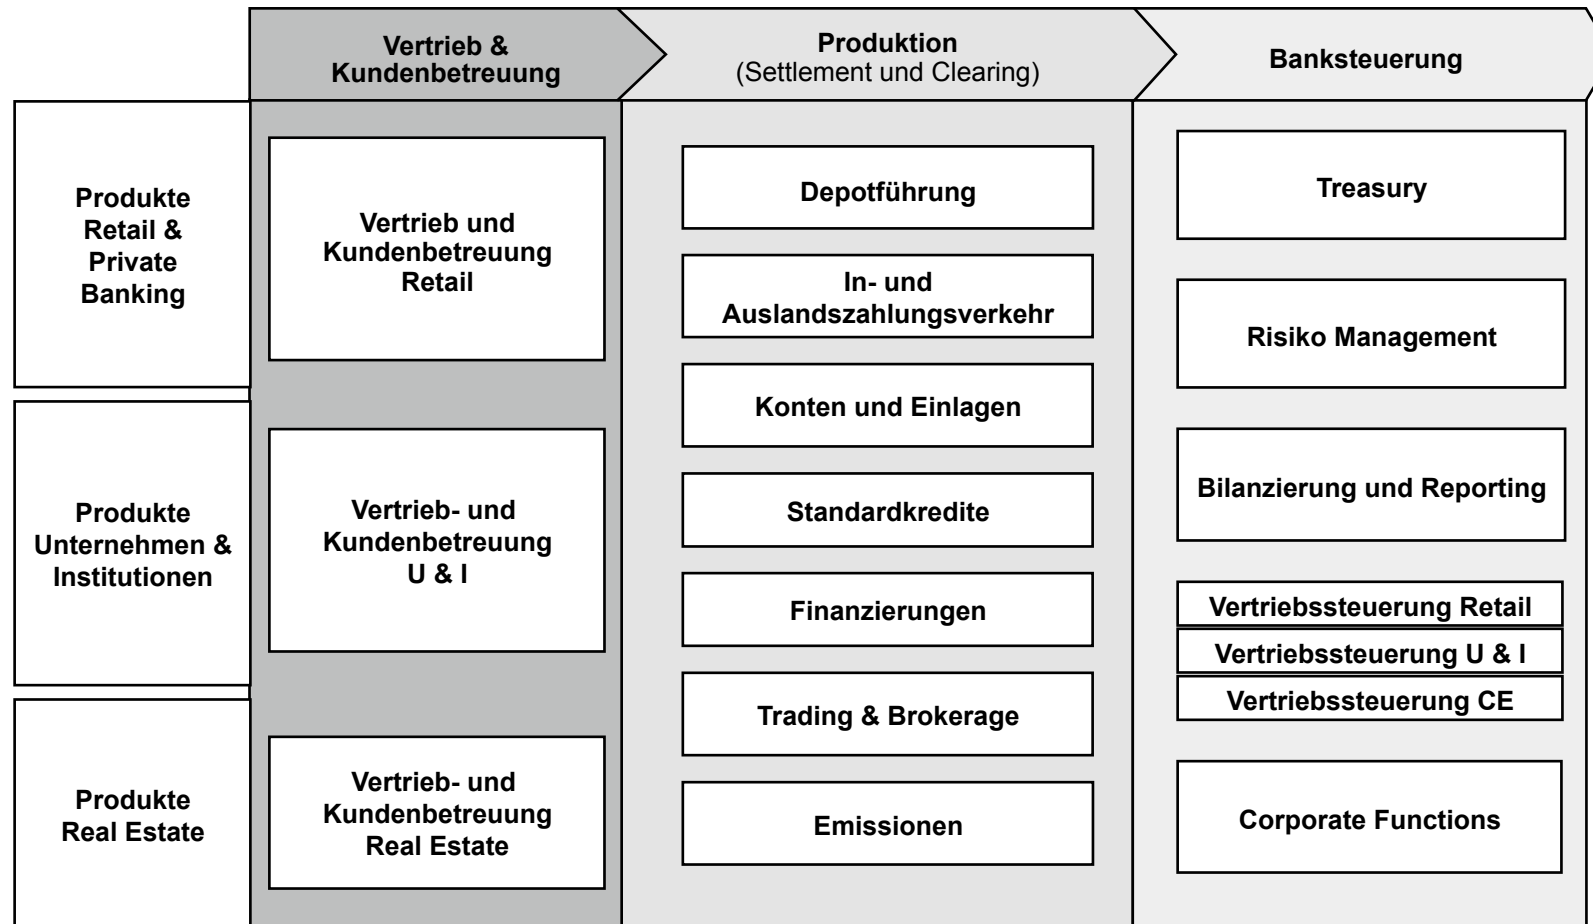 Vertrieb &
Kundenbetreuung
Produktion
(Settlement und Clearing)
Banksteuerung
Produkte
Retail &
Private
Banking
Produkte
Unternehmen &
Institutionen
Produkte
Real Estate
Vertrieb und
Kundenbetreuung
Retail
Vertrieb- und
Kundenbetreuung
U & I
Vertrieb- und
Kundenbetreuung
Real Estate
Depotführung
In- und
Auslandszahlungsverkehr
Konten und Einlagen
Standardkredite
Finanzierungen
Trading & Brokerage
Emissionen
Treasury
Risiko Management
Bilanzierung und Reporting
Vertriebssteuerung Retail
Vertriebssteuerung U & I
Vertriebssteuerung CE
Corporate Functions